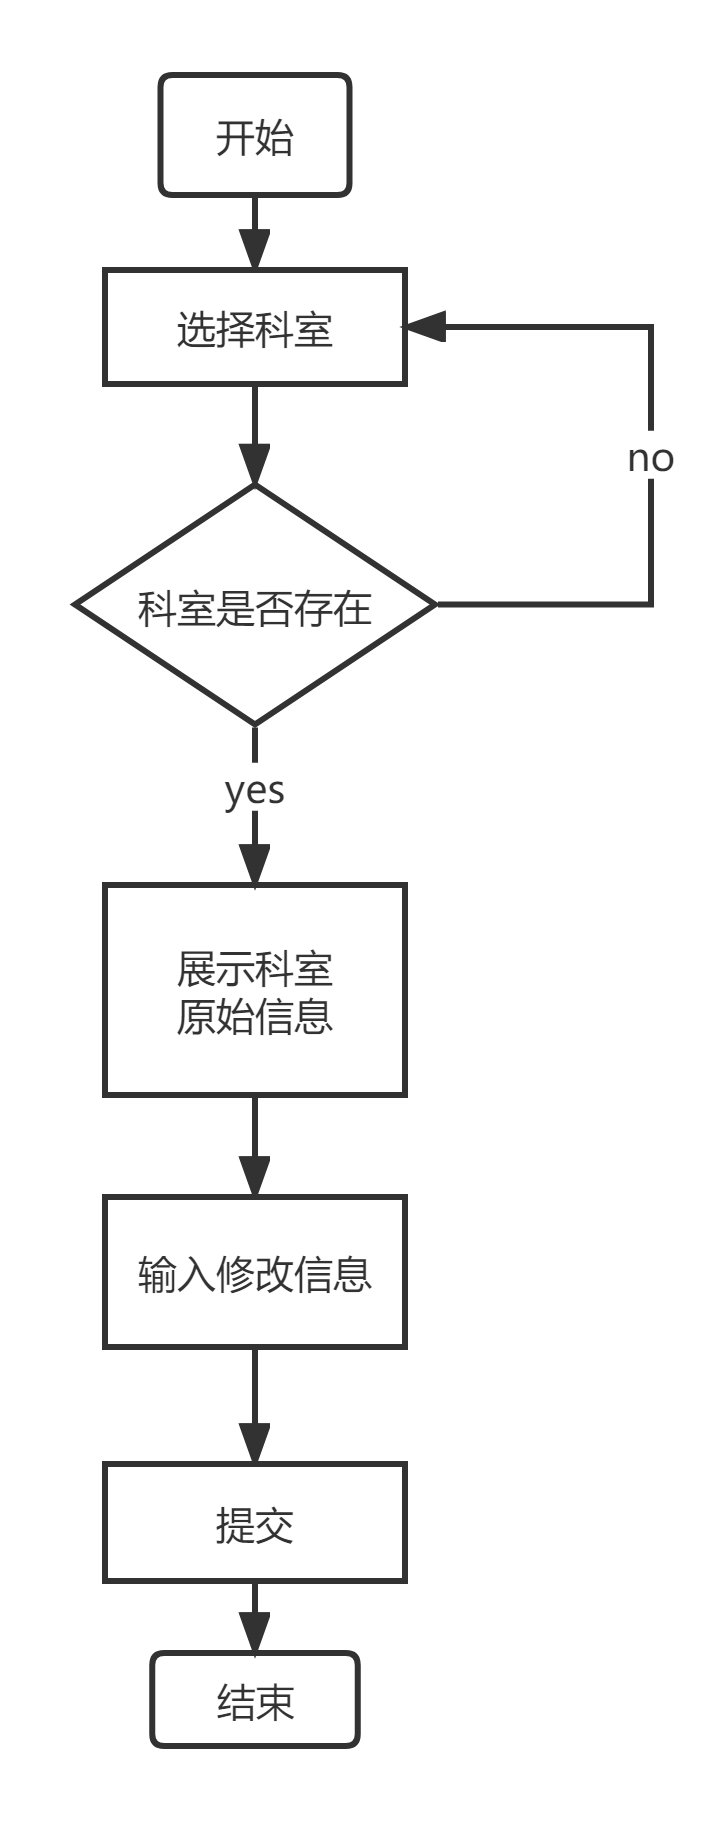 开始
选择科室
no
科室是否存在
yes
展示科室
原始信息
输入修改信息
提交
结束